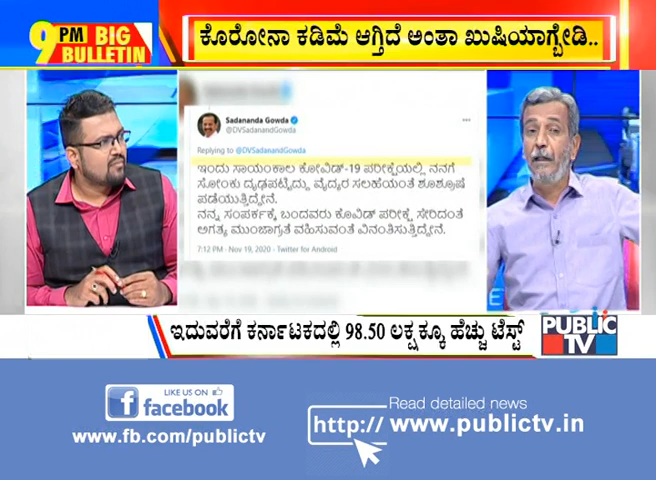 9PM BIG BULLETIN
ಕೊರೋನಾ ಕಡಿಮೆ ಆಗ್ತಿದೆ ಅಂತಾ ಖುಷಿಯಾಗ್ಬೇಡಿ..
Sadananda Gowda
@DVSadanandGowda
Replying to @DVSadanandGowda
ಇಂದು ಸಾಯಂಕಾಲ ಕೋವಿಡ್-19 ಪರೀಕ್ಷೆಯಲ್ಲಿ ನನಗೆ
ಸೋಂಕು ದೃಢಪಟ್ಟಿದ್ದು ವೈದ್ಯರ ಸಲಹೆಯಂತೆ ಶುಶ್ರೂಷೆ
ಪಡೆಯುತ್ತಿದ್ದೇನೆ.
ನನ್ನ ಸಂಪರ್ಕಕ್ಕೆ ಬಂದವರು ಕೊವಿಡ್ ಪರೀಕ್ಷೆ ಸೇರಿದಂತೆ
ಅಗತ್ಯ ಮುಂಜಾಗ್ರತೆ ವಹಿಸುವಂತೆ ವಿನಂತಿಸುತ್ತಿದ್ದೇನೆ.
7:12 PM · Nov 19, 2020 · Twitter for Android
ಇದುವರೆಗೆ ಕರ್ನಾಟಕದಲ್ಲಿ 98.50 ಲಕ್ಷಕ್ಕೂ ಹೆಚ್ಚು ಟೆಸ್ಟ್
PUBLIC TV
LIKE US ON
facebook
www.fb.com/publictv
Read detailed news
http:// www.publictv.in